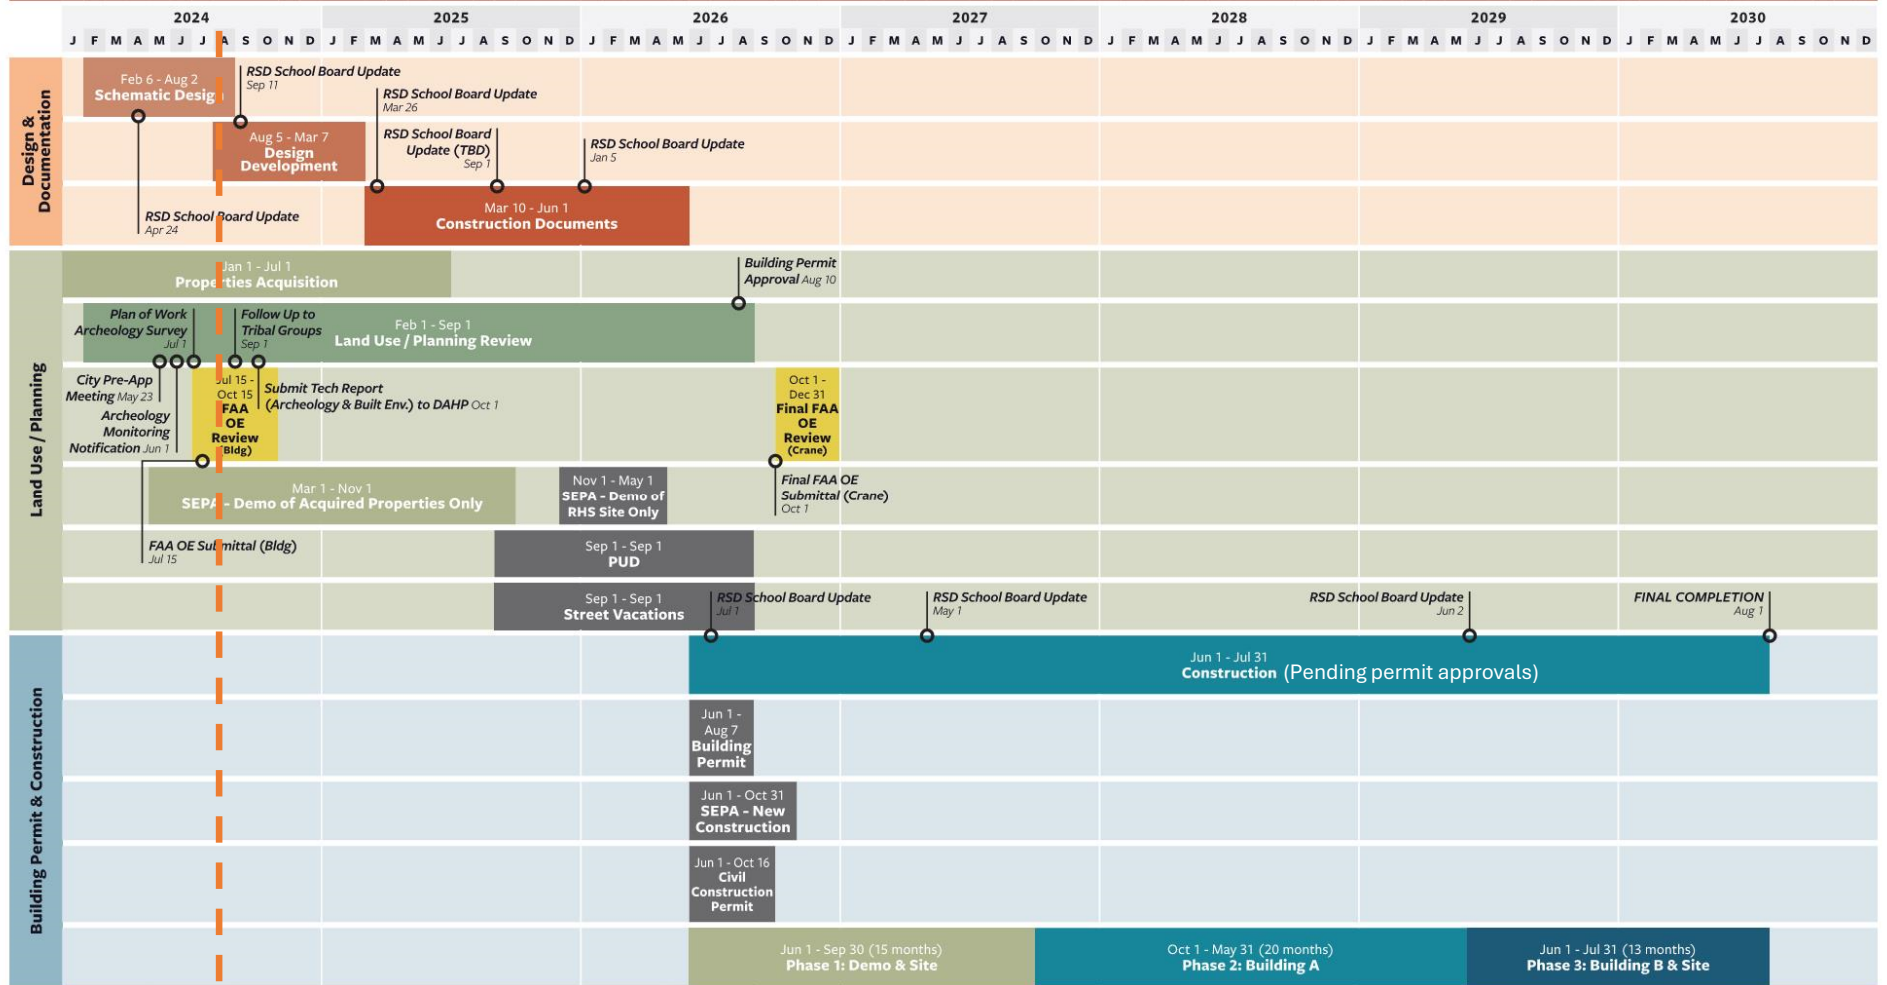 2024 2025 2026 2027 2028 2029 2030
J F M A M J J A S O N D J F M A M J J A S O N D J F M A M J J A S O N D J F M A M J J A S O N D J F M A M J J A S O N D J F M A M J J A S O N D J F M A M J J A S O N D
Design &
Documentation
Feb 6 - Aug 2
Schematic Design
RSD School Board Update
Sep 11
RSD School Board Update
Mar 26
Aug 5 - Mar 7
Design
Development
RSD School Board
Update (TBD)
Sep 1
RSD School Board Update
Jan 5
RSD School Board Update
Apr 24
Mar 10 - Jun 1
Construction Documents
Land Use / Planning
Jan 1 - Jul 1
Properties Acquisition
Building Permit
Approval Aug 10
Plan of Work
Archeology Survey
Jul 1
Follow Up to
Tribal Groups
Sep 1
Feb 1 - Sep 1
Land Use / Planning Review
City Pre-App
Meeting May 23
Archeology
Monitoring
Notification Jun 1
Jul 15 -
Oct 15
FAA
OE
Review
(Bldg)
Submit Tech Report
(Archeology & Built Env.) to DAHP Oct 1
Oct 1 -
Dec 31
Final FAA
OE
Review
(Crane)
Mar 1 - Nov 1
SEPA - Demo of Acquired Properties Only
Nov 1 - May 1
SEPA - Demo of
RHS Site Only
Final FAA OE
Submittal (Crane)
Oct 1
FAA OE Submittal (Bldg)
Jul 15
Sep 1 - Sep 1
PUD
Sep 1 - Sep 1
Street Vacations
RSD School Board Update
Jul 1
RSD School Board Update
May 1
RSD School Board Update
Jun 2
FINAL COMPLETION
Aug 1
Building Permit & Construction
Jun 1 - Jul 31
Construction (Pending permit approvals)
Jun 1 -
Aug 7
Building
Permit
Jun 1 - Oct 31
SEPA - New
Construction
Jun 1 - Oct 16
Civil
Construction
Permit
Jun 1 - Sep 30 (15 months)
Phase 1: Demo & Site
Oct 1 - May 31 (20 months)
Phase 2: Building A
Jun 1 - Jul 31 (13 months)
Phase 3: Building B & Site